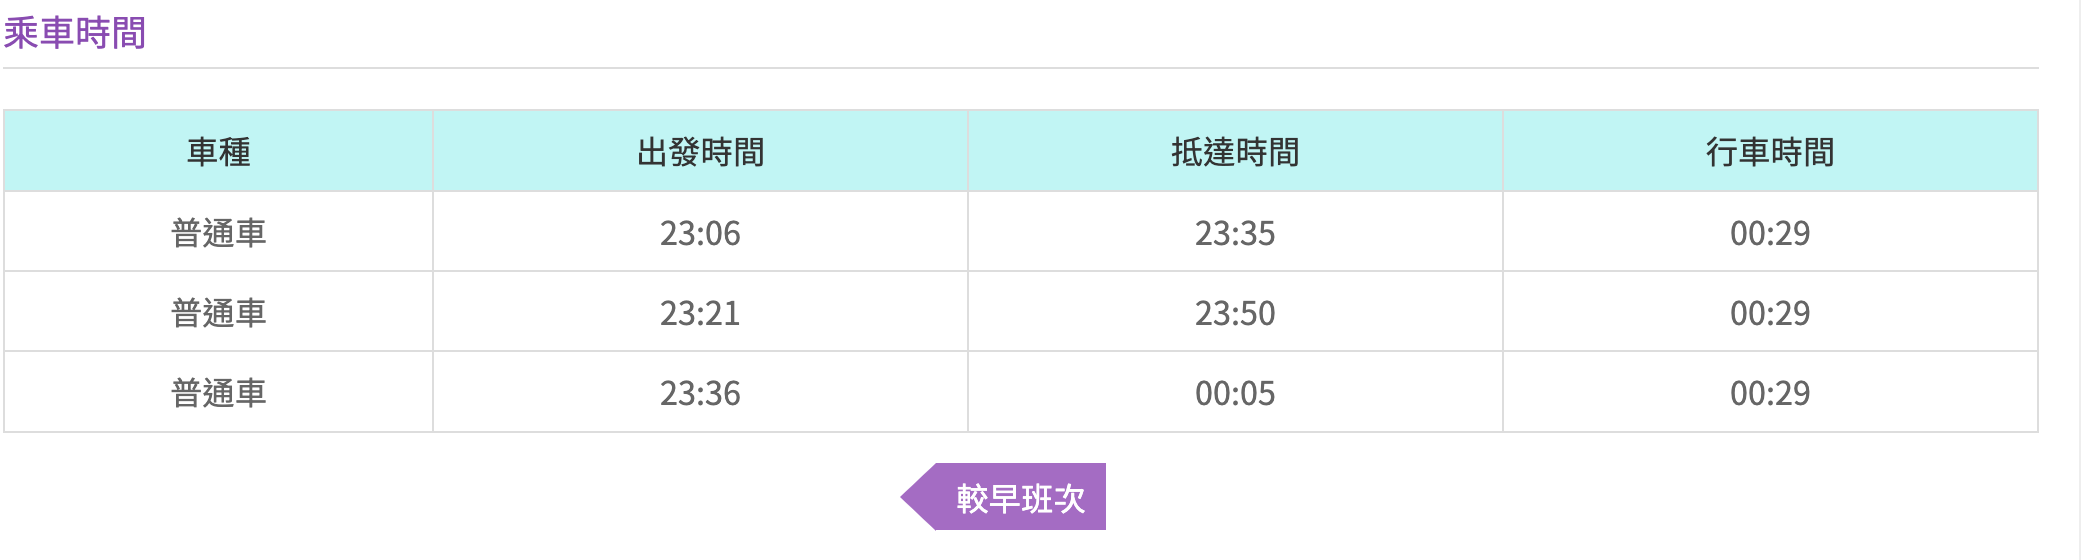 乘車時間
車種 出發時間 抵達時間 行車時間
普通車 23:06 23:35 00:29
普通車 23:21 23:50 00:29
普通車 23:36 00:05 00:29
較早班次